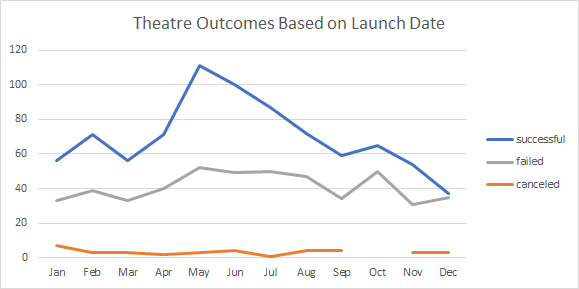 Theatre Outcomes Based on Launch Date
120
100
80
60
40
20
0
Jan Feb Mar Apr May Jun Jul Aug Sep Oct Nov Dec
successful
failed
canceled